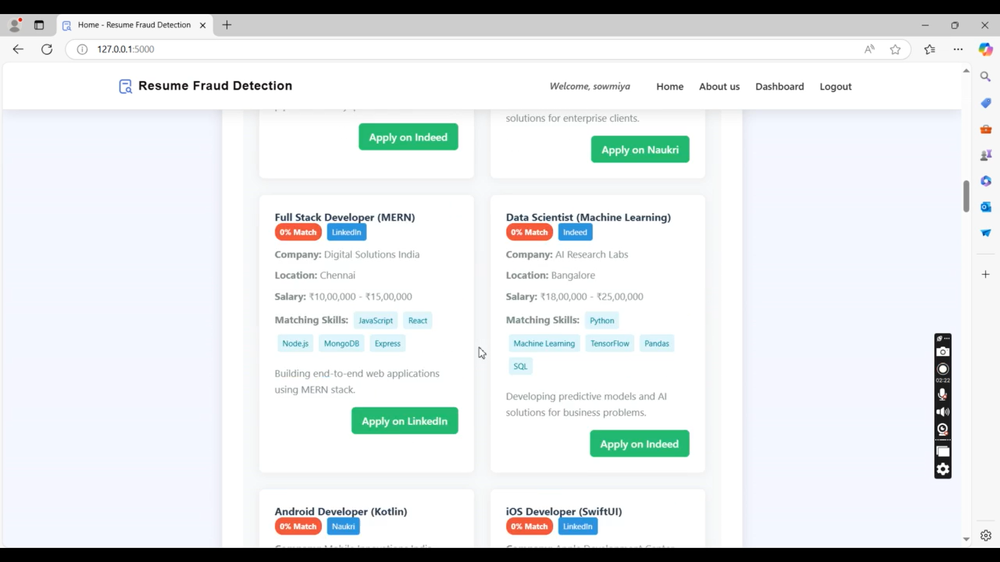 Home - Resume Fraud Detection
127.0.0.1:5000
Resume Fraud Detection
Welcome, sowmiya
Home
About us
Dashboard
Logout
Apply on Indeed
solutions for enterprise clients.
Apply on Naukri
Full Stack Developer (MERN)
0% Match LinkedIn
Company: Digital Solutions India
Location: Chennai
Salary: ₹10,00,000 - ₹15,00,000
Matching Skills: JavaScript React
Node.js MongoDB Express
Building end-to-end web applications
using MERN stack.
Apply on LinkedIn
Data Scientist (Machine Learning)
0% Match Indeed
Company: AI Research Labs
Location: Bangalore
Salary: ₹18,00,000 - ₹25,00,000
Matching Skills: Python
Machine Learning TensorFlow Pandas
SQL
Developing predictive models and AI
solutions for business problems.
Apply on Indeed
Android Developer (Kotlin)
0% Match Naukri
iOS Developer (SwiftUI)
0% Match LinkedIn
02:22